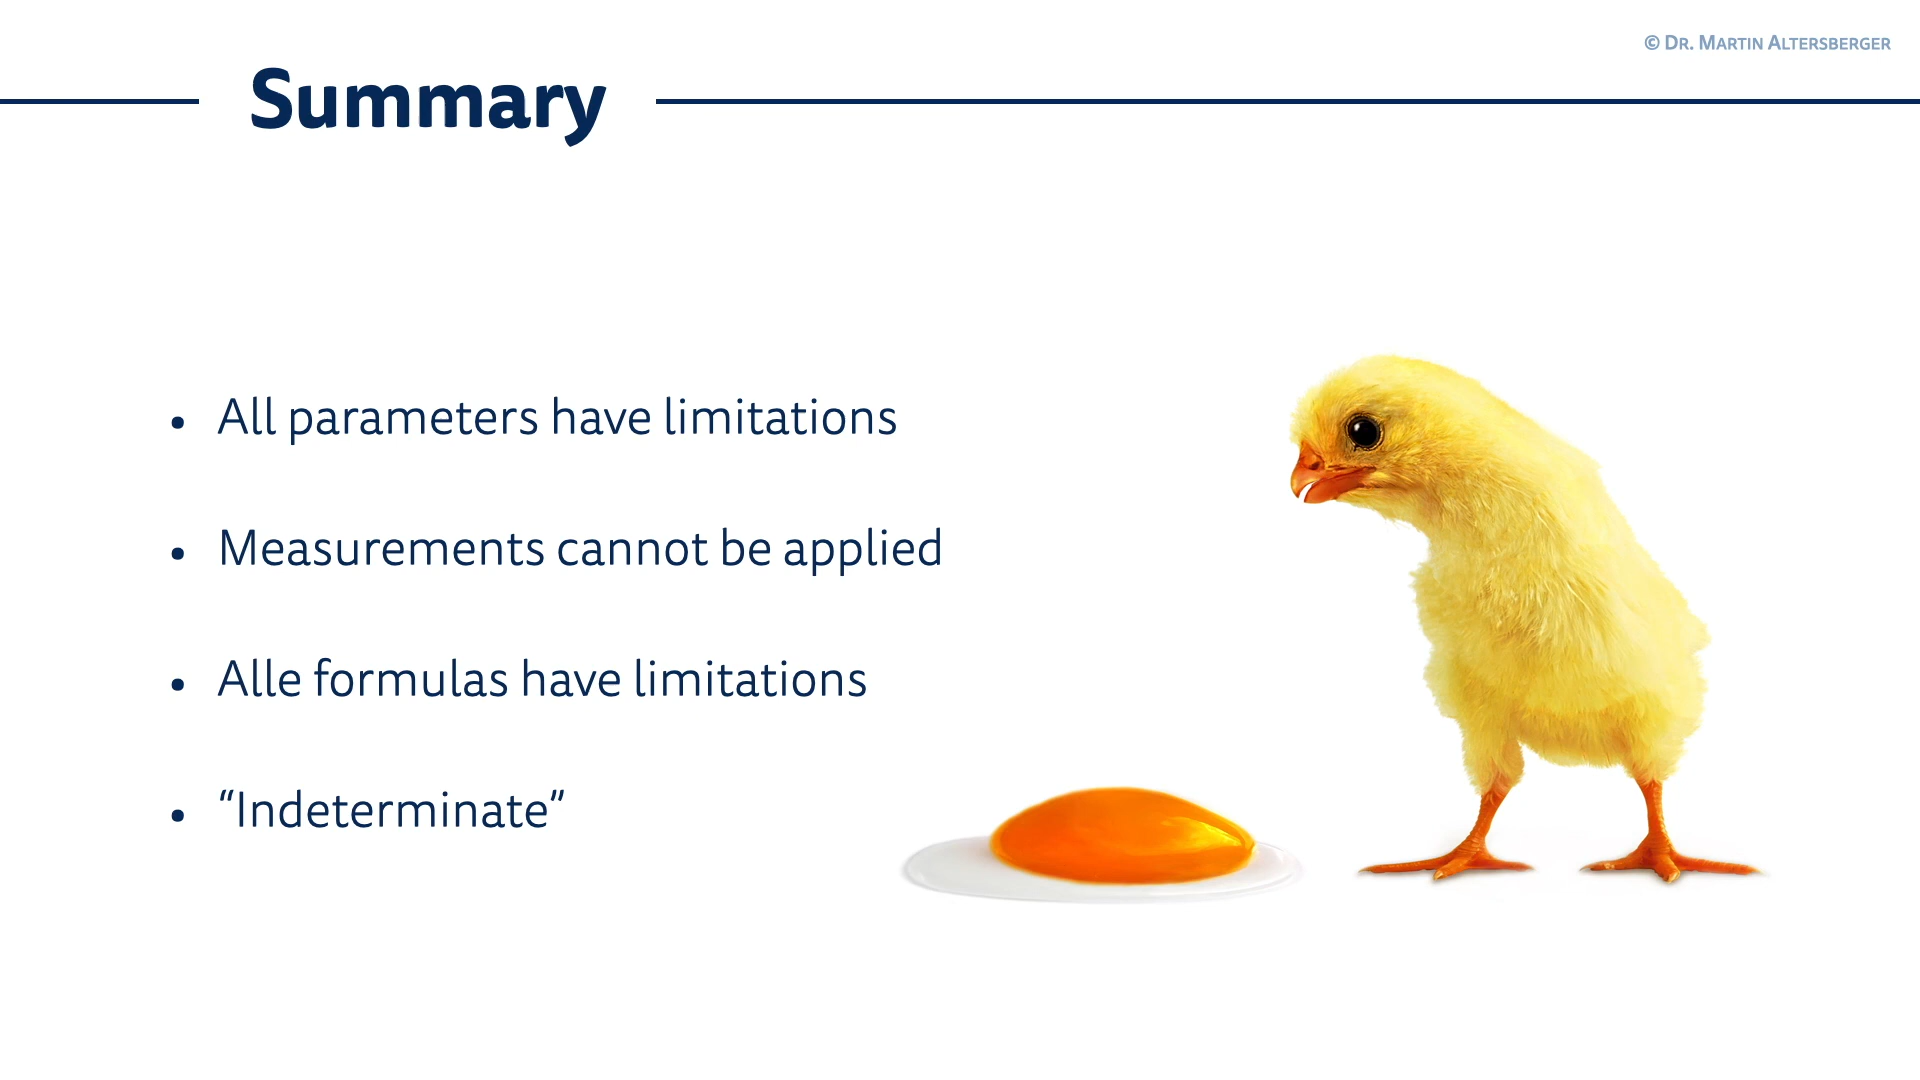 © Dr. Martin Altersberger
Summary
• All parameters have limitations
• Measurements cannot be applied
• Alle formulas have limitations
• “Indeterminate”